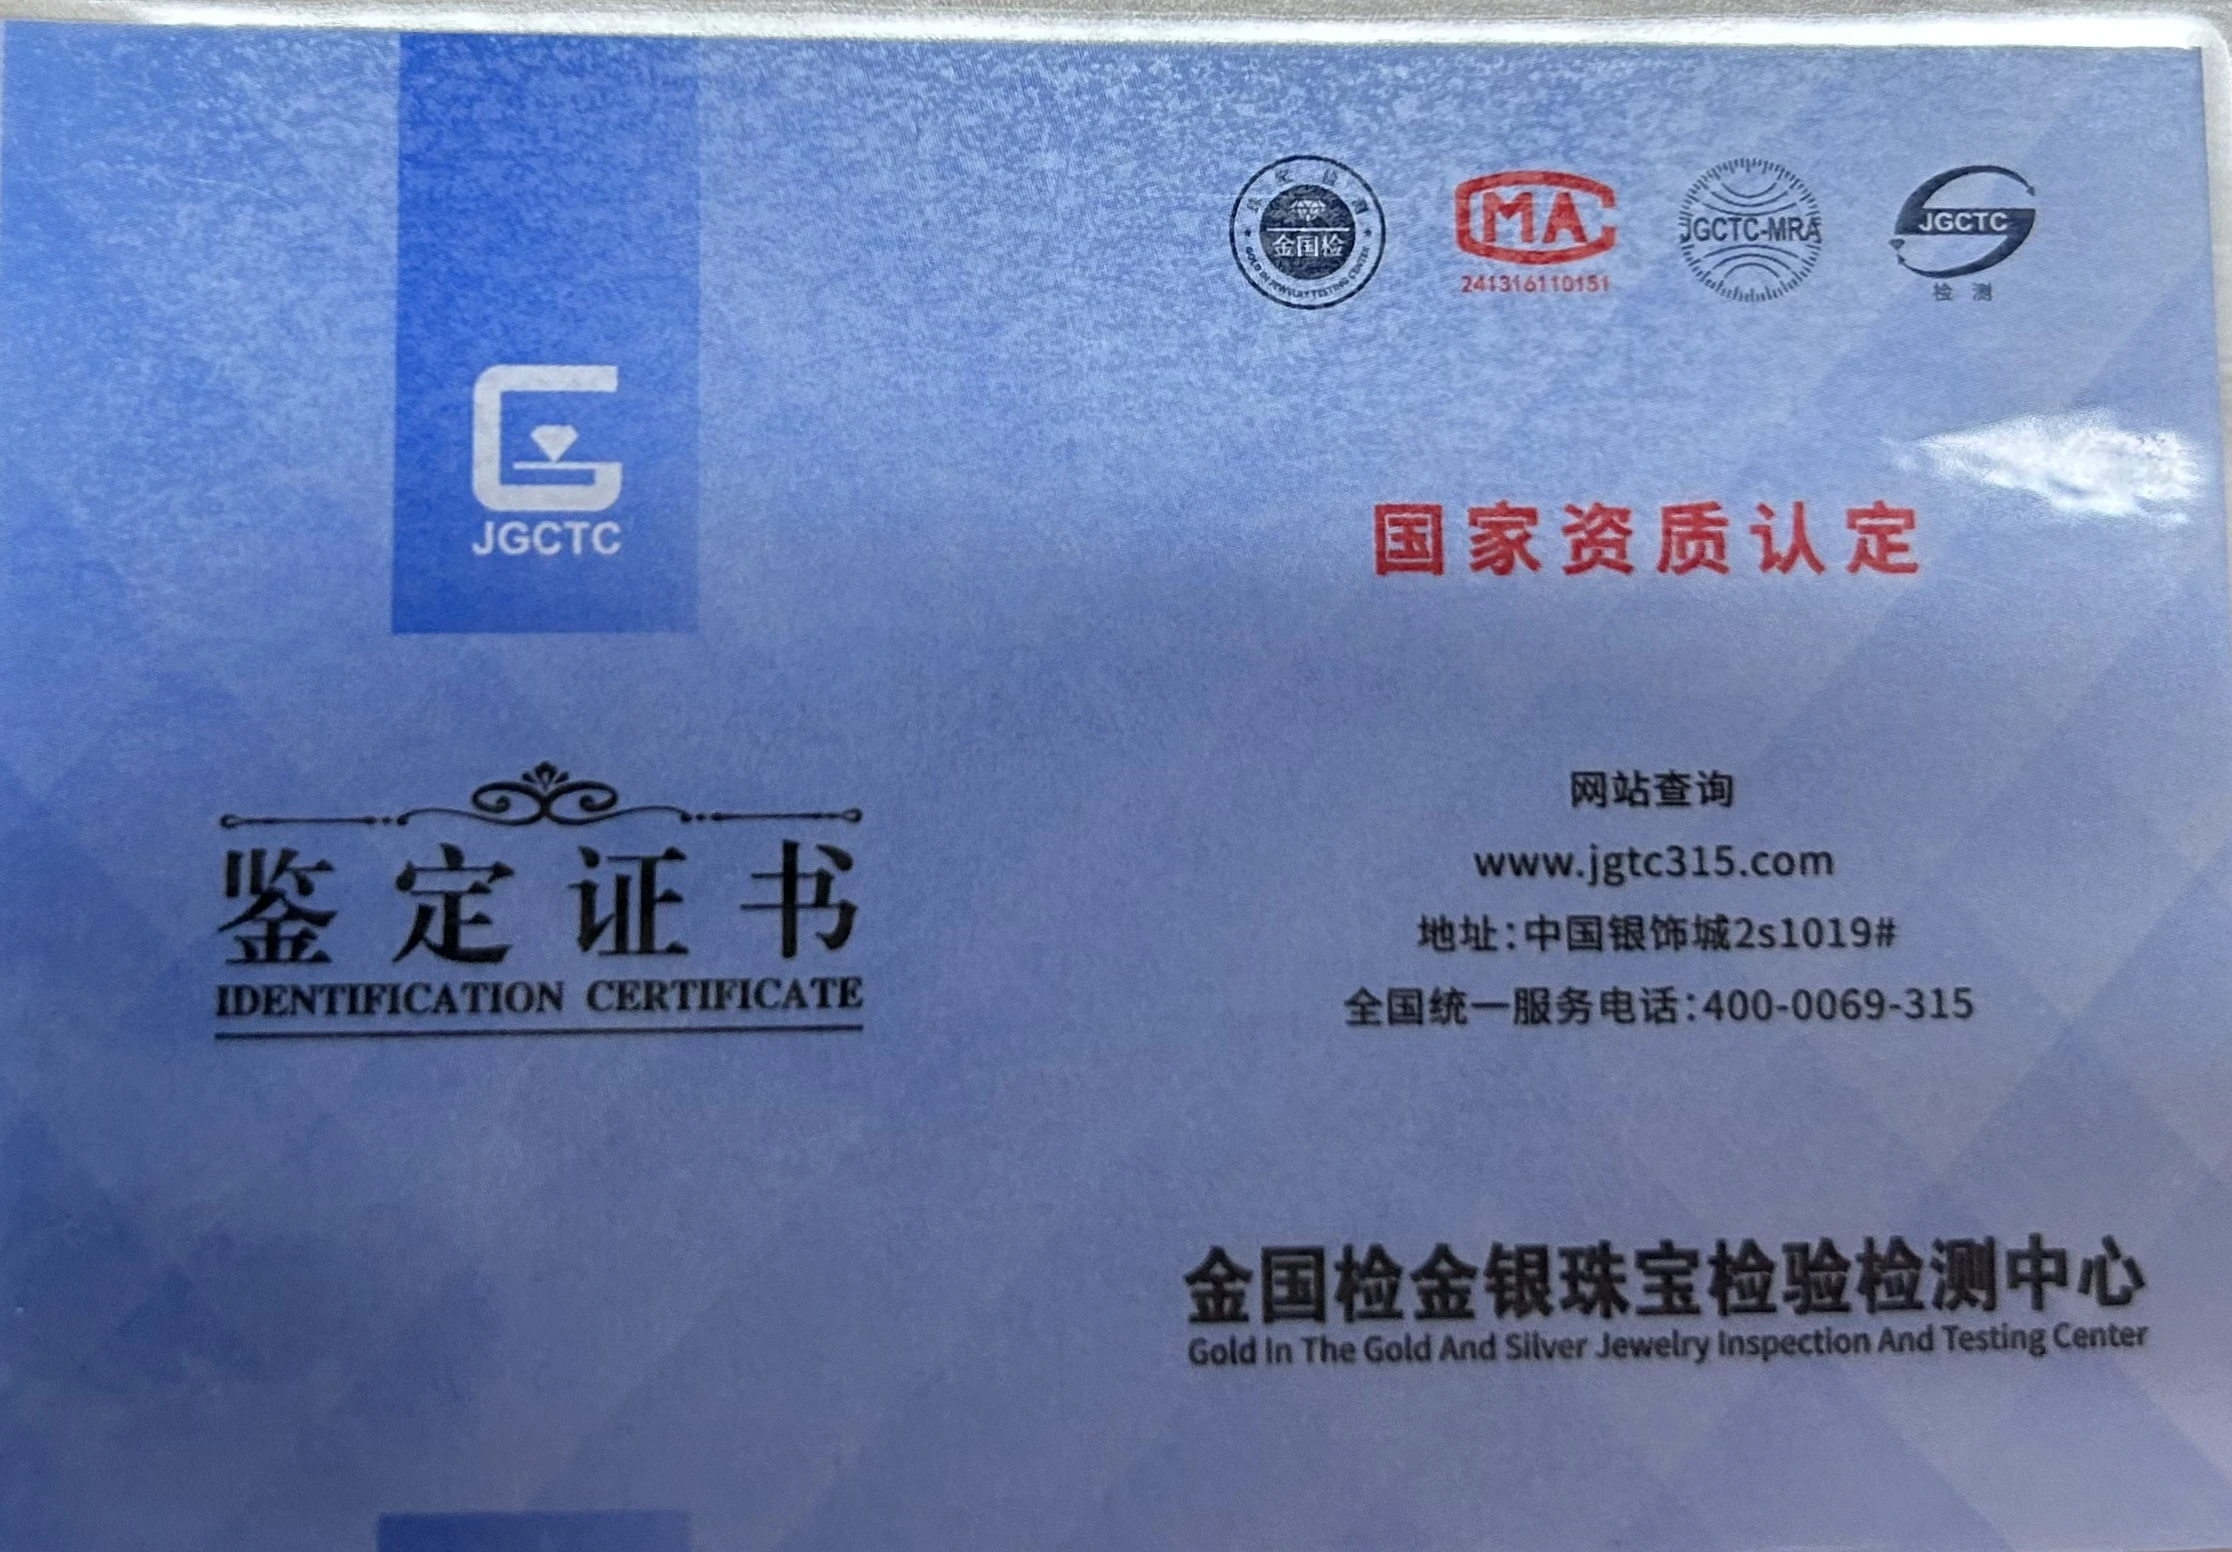 JGCTC
鉴定证书
IDENTIFICATION CERTIFICATE
金国检
MA
241316110151
JGCTC-MRA
JGCTC
检测
国家资质认定
网站查询
www.jgtc315.com
地址:中国银饰城2s1019#
全国统一服务电话:400-0069-315
金国检金银珠宝检验检测中心
Gold In The Gold And Silver Jewelry Inspection And Testing Center